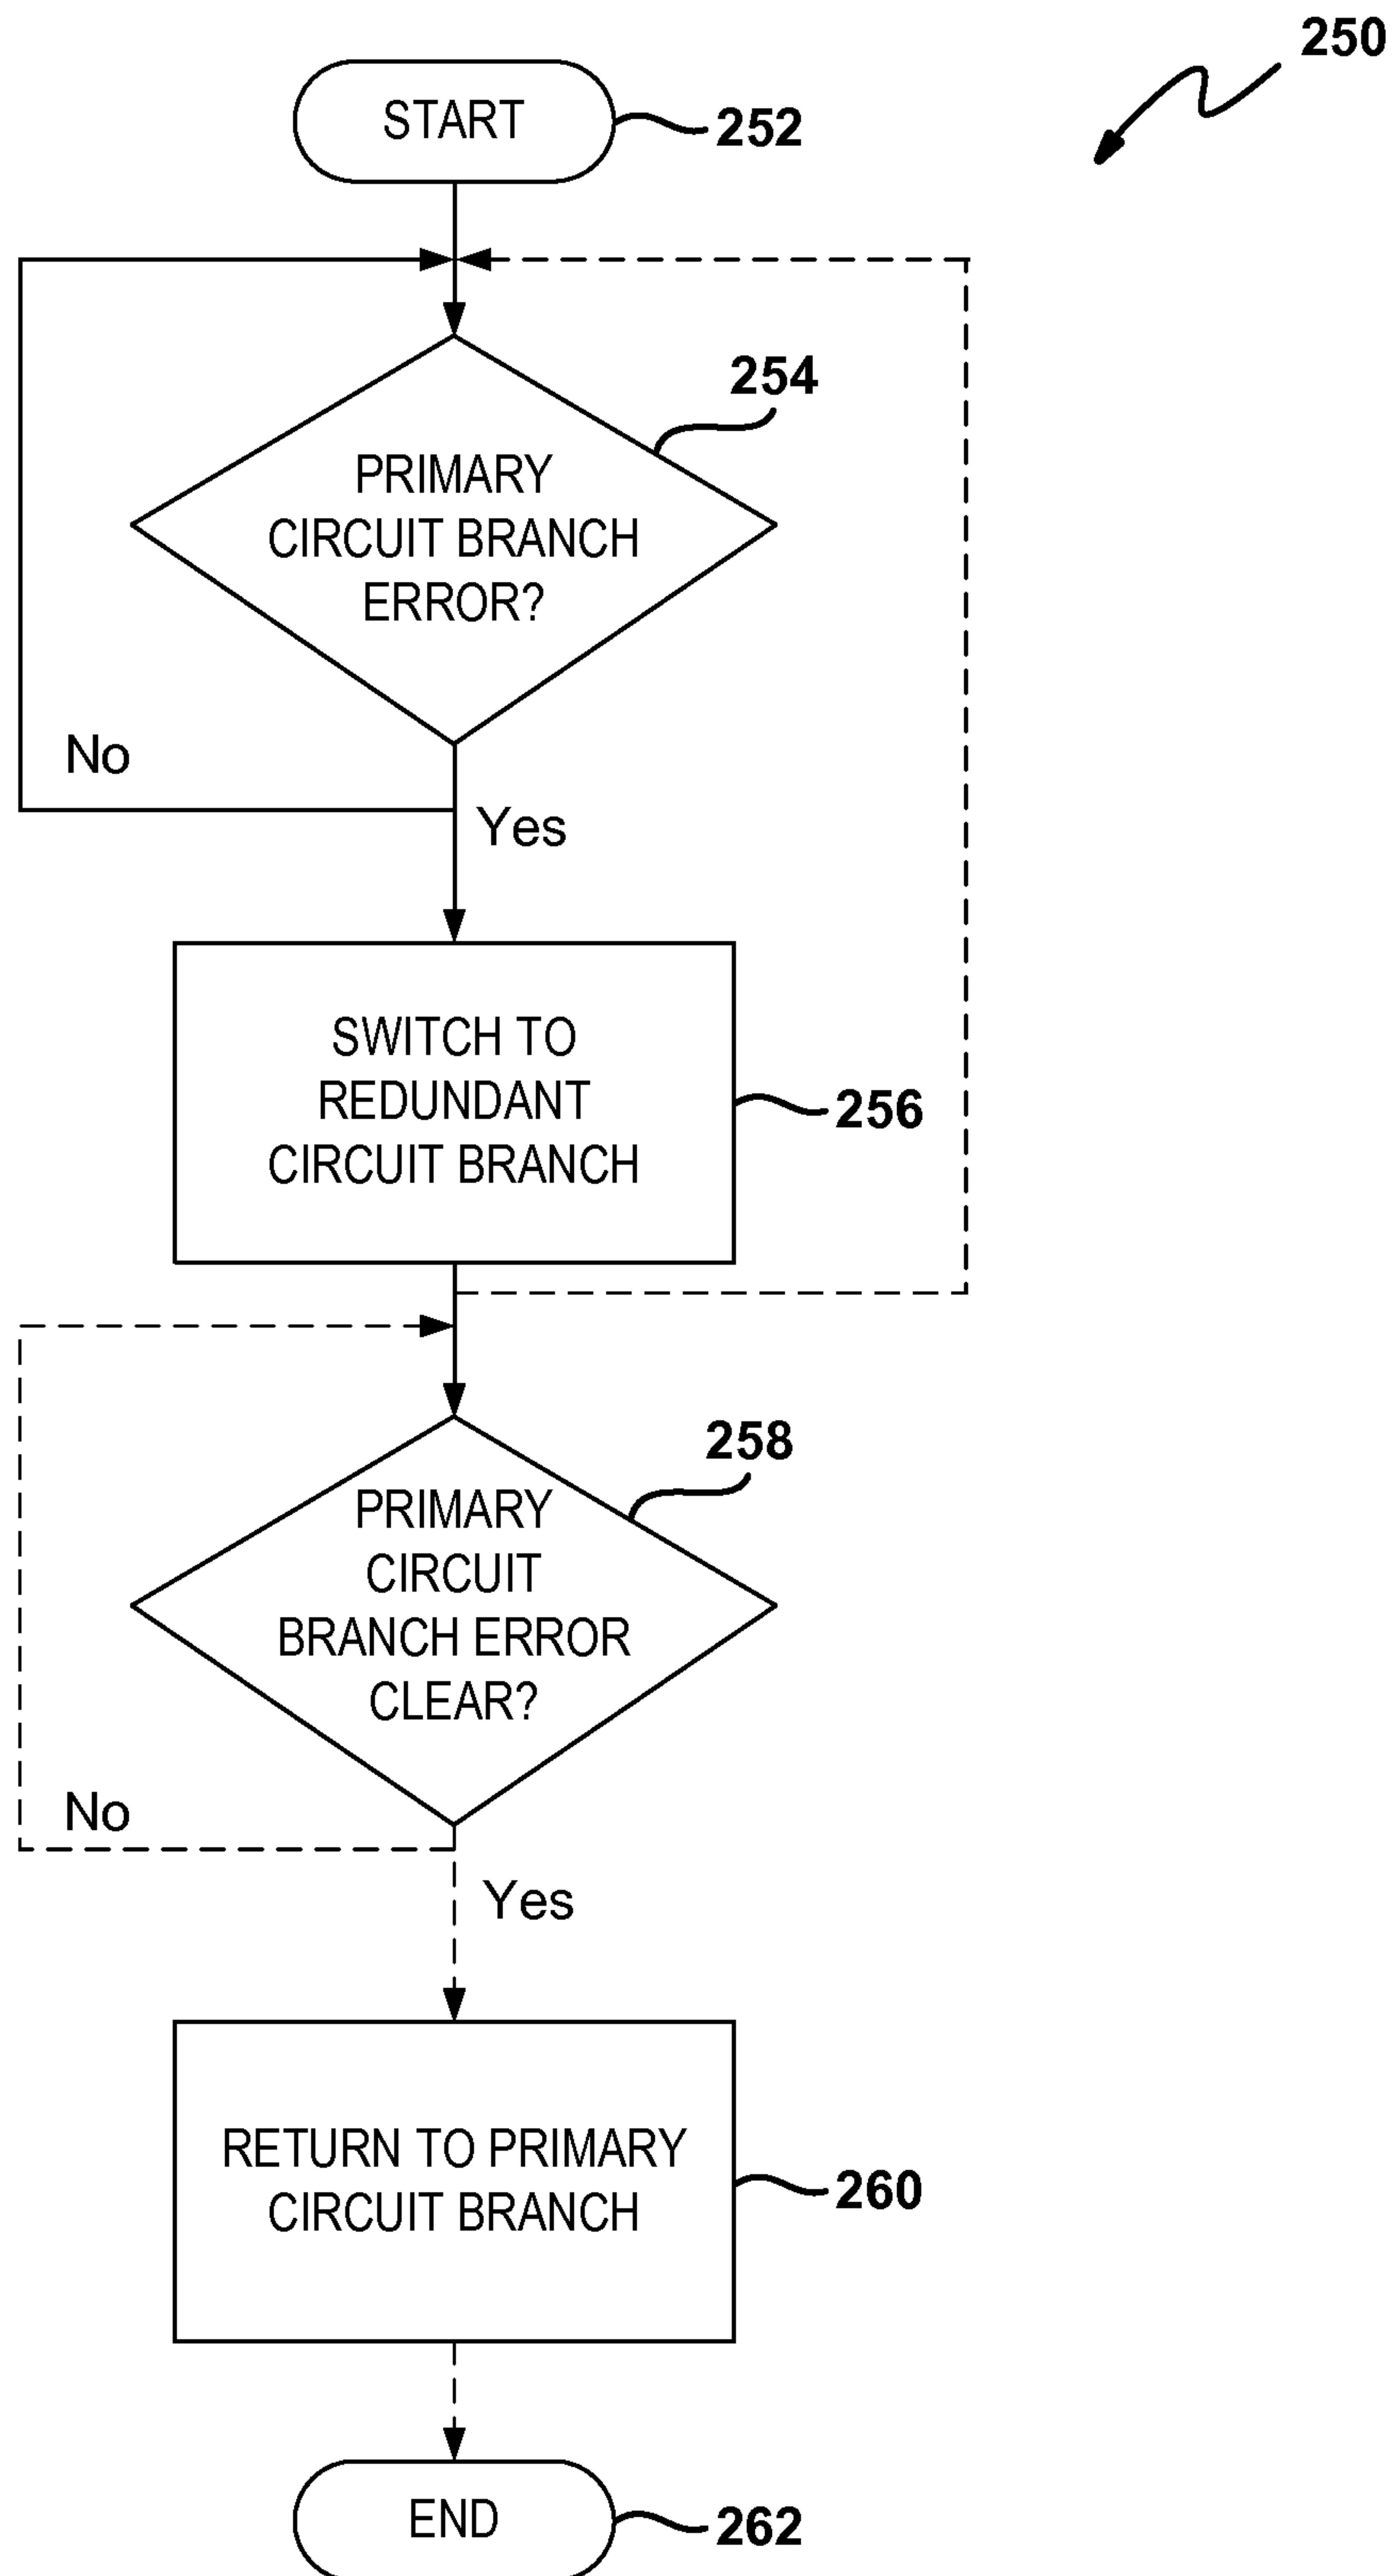 250
START
252
254
PRIMARY
CIRCUIT BRANCH
ERROR?
No
Yes
SWITCH TO
REDUNDANT
CIRCUIT BRANCH
256
258
PRIMARY
CIRCUIT
BRANCH ERROR
CLEAR?
No
Yes
RETURN TO PRIMARY
CIRCUIT BRANCH
260
END
262